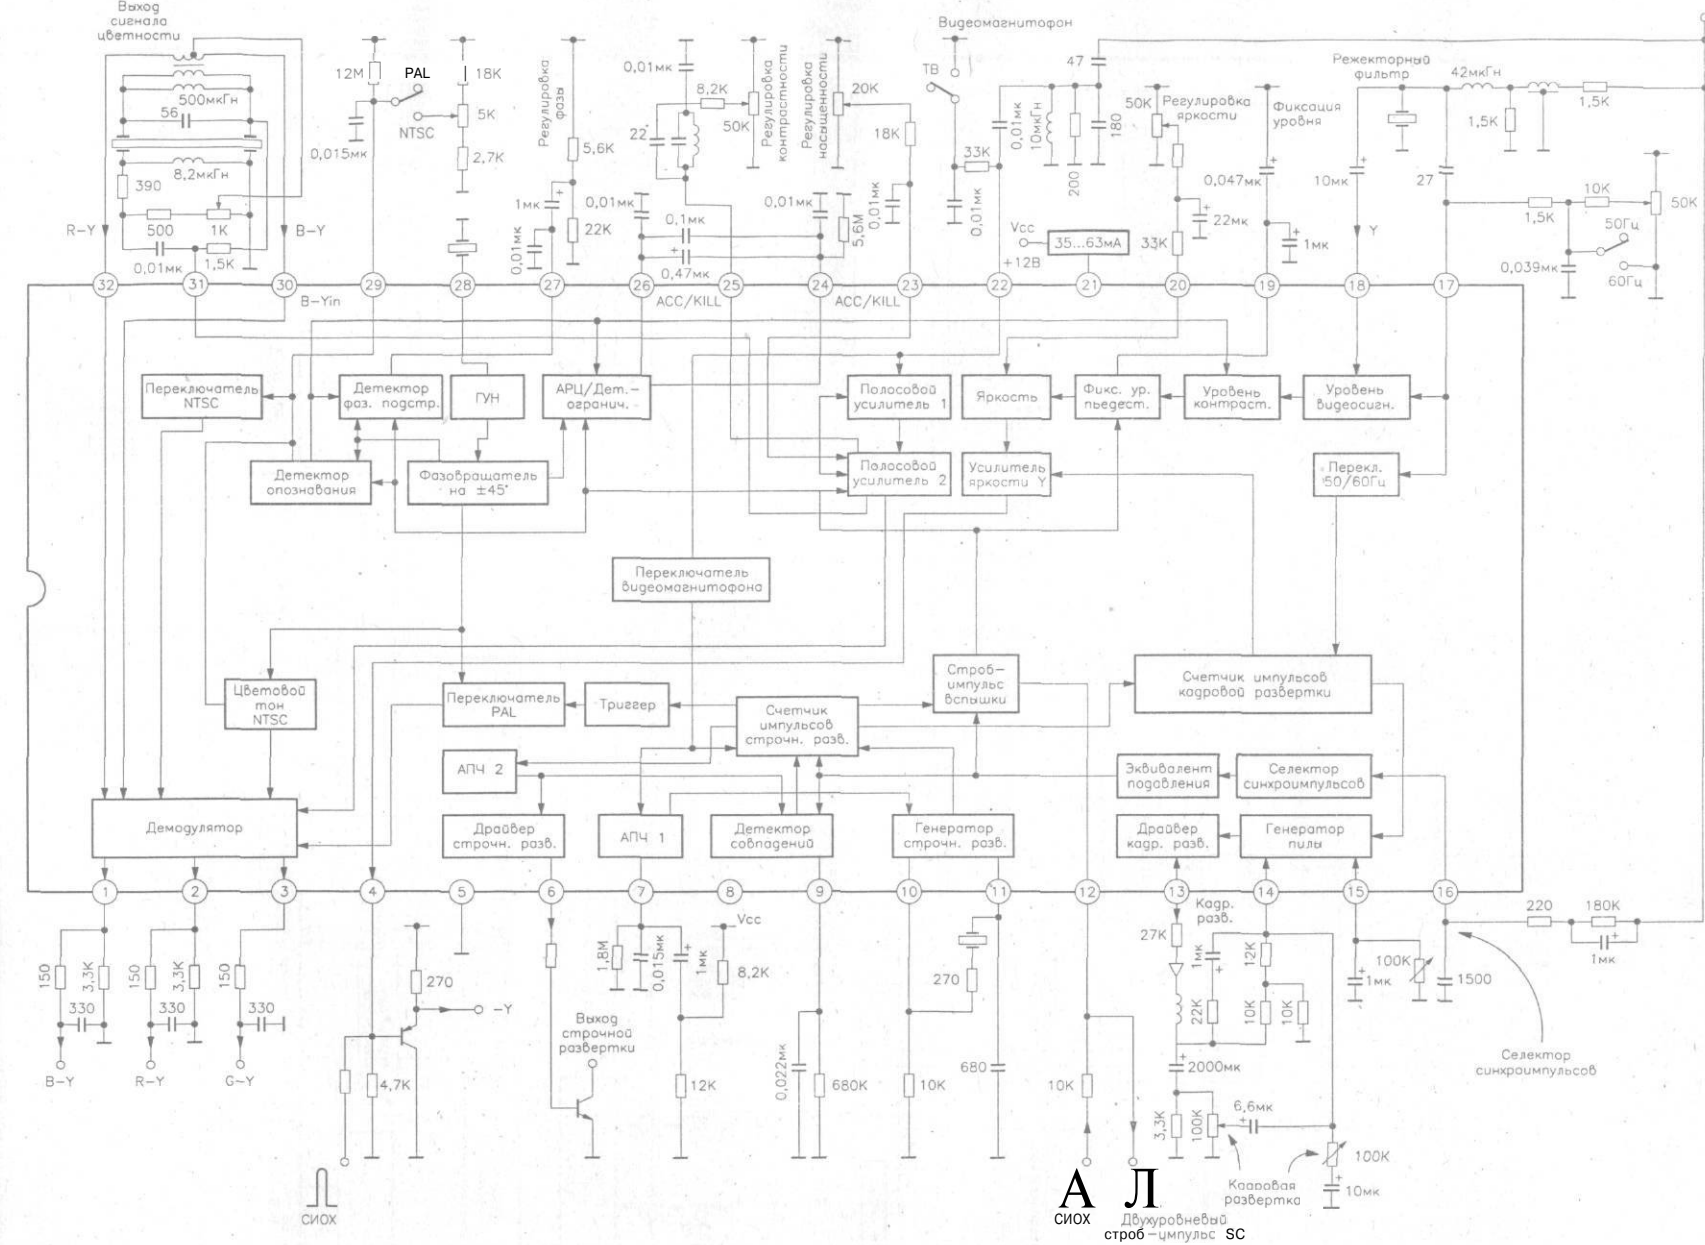 Выход
сигнала
цветности
500мкГн
56
8,2мкГн
390
500
1K
R-Y
B-Y
0,01мк
1,5K
12M
PAL
NTSC
0,015мк
18K
5K
2,7K
Регулировка
фазы
5,6K
1мк
22K
0,01мк
0,01мк
8,2K
22
50K
Регулировка
контрастности
Регулировка
насыщенности
20K
18K
0,01мк
0,1мк
0,47мк
0,01мк
5,6M
0,01мк
Видеомагнитофон
ТВ
33K
0,01мк
47
0,01мк
10мкГн
200
180
Vcc
+12В
35...63мА
50K
Регулировка
яркости
22мк
33K
Фиксация
уровня
0,047мк
1мк
Режекторный
фильтр
10мк
Y
42мкГн
1,5K
1,5K
27
1,5K
10K
50K
50Гц
60Гц
0,039мк
32
31
30
29
28
27
26
25
24
23
22
21
20
19
18
17
B-Yin
ACC/KILL
ACC/KILL
Переключатель
NTSC
Детектор
фаз. подстр.
ГУН
АРЦ/Дет.-
огранич.
Полосовой
усилитель 1
Яркость
Фикс. ур.
пьедест.
Уровень
контраст.
Уровень
видеосигн.
Детектор
опознавания
Фазовращатель
на ±45°
Полосовой
усилитель 2
Усилитель
яркости Y
Перекл.
50/60Гц
Переключатель
видеомагнитофона
Цветовой
тон
NTSC
Переключатель
PAL
Триггер
Счетчик
импульсов
строчн. разв.
Строб-
импульс
вспышки
Счетчик импульсов
кадровой развертки
АПЧ 2
Эквивалент
подавления
Селектор
синхроимпульсов
Демодулятор
Драйвер
строчн. разв.
АПЧ 1
Детектор
совпадений
Генератор
строчн. разв.
Драйвер
кадр. разв.
Генератор
пилы
1
2
3
4
5
6
7
8
9
10
11
12
13
14
15
16
150
3,3K
330
B-Y
150
3,3K
330
R-Y
150
330
G-Y
270
-Y
4,7K
СИОХ
Выход
строчной
развертки
1,8M
0,015мк
1мк
Vcc
8,2K
12K
0,022мк
680K
10K
270
680
10K
А
СИОХ
Л
Двухуровневый
строб-импульс SC
Кадр.
разв.
27K
1мк
22K
12K
10K
10K
2000мк
3,3K
100K
6,6мк
Кадровая
развертка
100K
10мк
1мк
100K
1500
220
180K
1мк
Селектор
синхроимпульсов